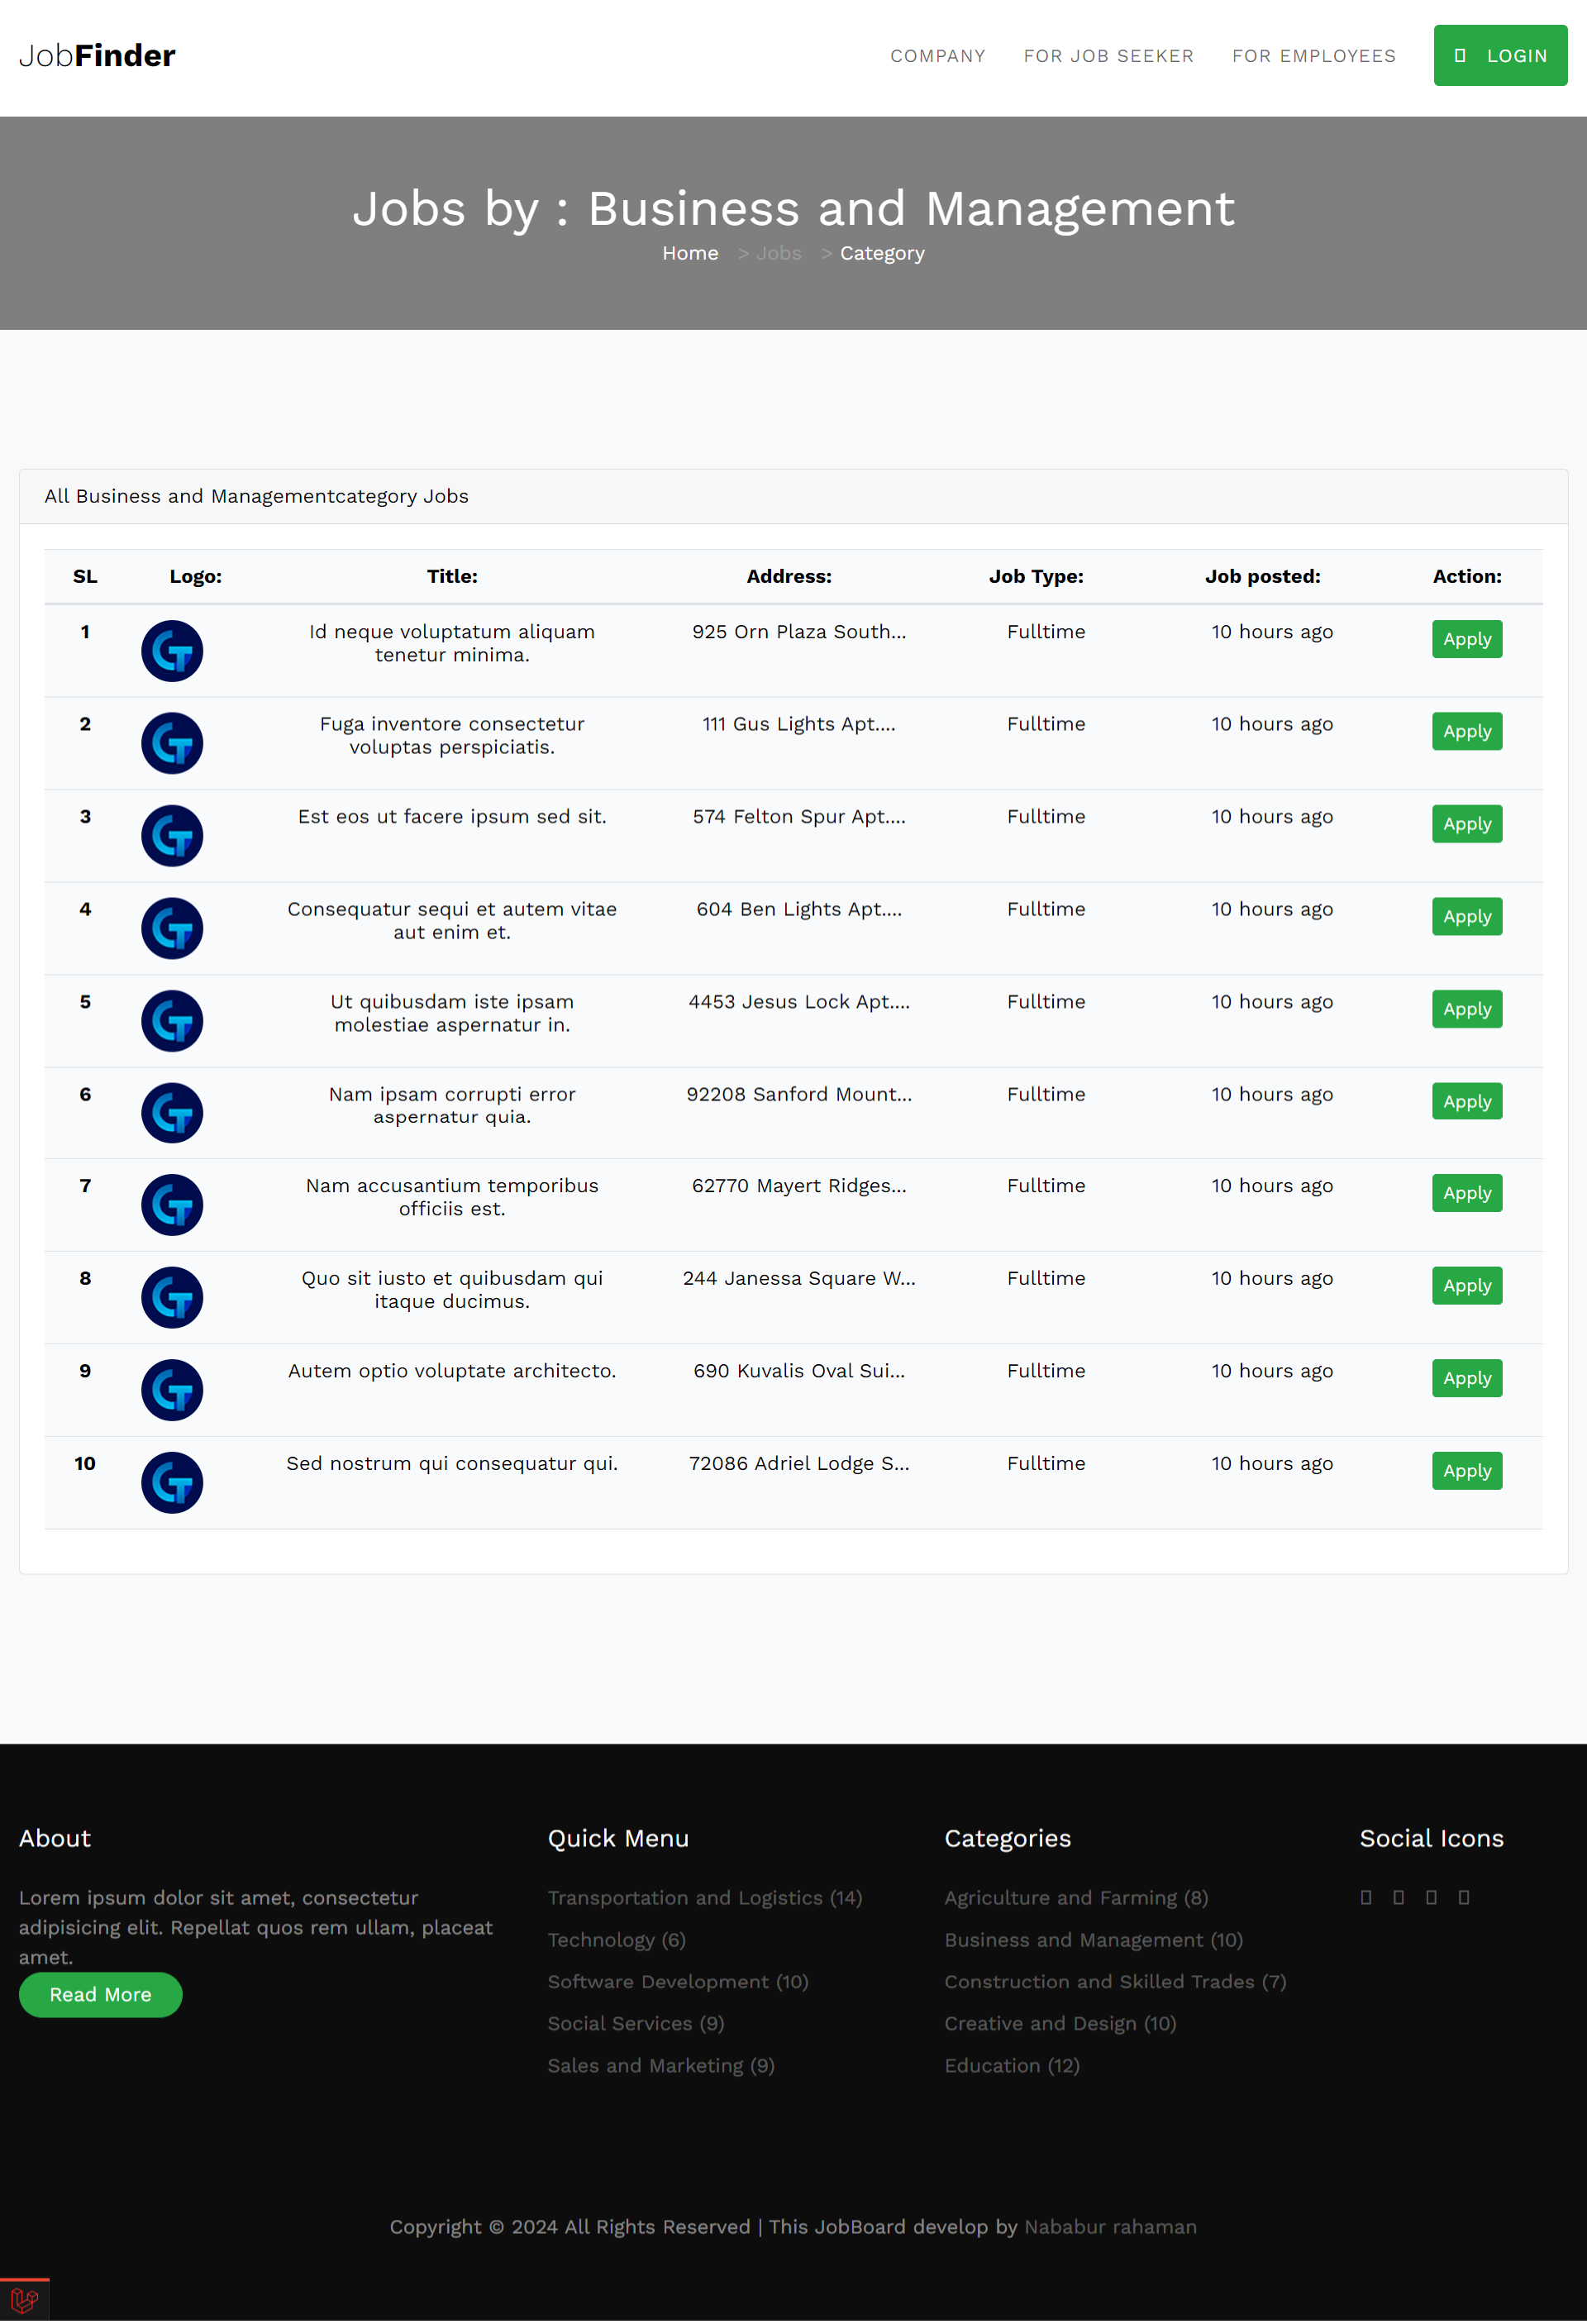 JobFinder
COMPANY FOR JOB SEEKER FOR EMPLOYEES LOGIN
Jobs by : Business and Management
Home > Jobs > Category
All Business and Managementcategory Jobs
SL Logo: Title: Address: Job Type: Job posted: Action:
1 Id neque voluptatum aliquam 925 Orn Plaza South... Fulltime 10 hours ago Apply
tenetur minima.
2 Fuga inventore consectetur 111 Gus Lights Apt.... Fulltime 10 hours ago Apply
voluptas perspiciatis.
3 Est eos ut facere ipsum sed sit. 574 Felton Spur Apt.... Fulltime 10 hours ago Apply
4 Consequatur sequi et autem vitae 604 Ben Lights Apt.... Fulltime 10 hours ago Apply
aut enim et.
5 Ut quibusdam iste ipsam 4453 Jesus Lock Apt.... Fulltime 10 hours ago Apply
molestiae aspernatur in.
6 Nam ipsam corrupti error 92208 Sanford Mount... Fulltime 10 hours ago Apply
aspernatur quia.
7 Nam accusantium temporibus 62770 Mayert Ridges... Fulltime 10 hours ago Apply
officiis est.
8 Quo sit iusto et quibusdam qui 244 Janessa Square W... Fulltime 10 hours ago Apply
itaque ducimus.
9 Autem optio voluptate architecto. 690 Kuvalis Oval Sui... Fulltime 10 hours ago Apply
10 Sed nostrum qui consequatur qui. 72086 Adriel Lodge S... Fulltime 10 hours ago Apply
About
Lorem ipsum dolor sit amet, consectetur
adipisicing elit. Repellat quos rem ullam, placeat
amet.
Read More
Quick Menu
Transportation and Logistics (14)
Technology (6)
Software Development (10)
Social Services (9)
Sales and Marketing (9)
Categories
Agriculture and Farming (8)
Business and Management (10)
Construction and Skilled Trades (7)
Creative and Design (10)
Education (12)
Social Icons
Copyright © 2024 All Rights Reserved | This JobBoard develop by Nababur rahaman